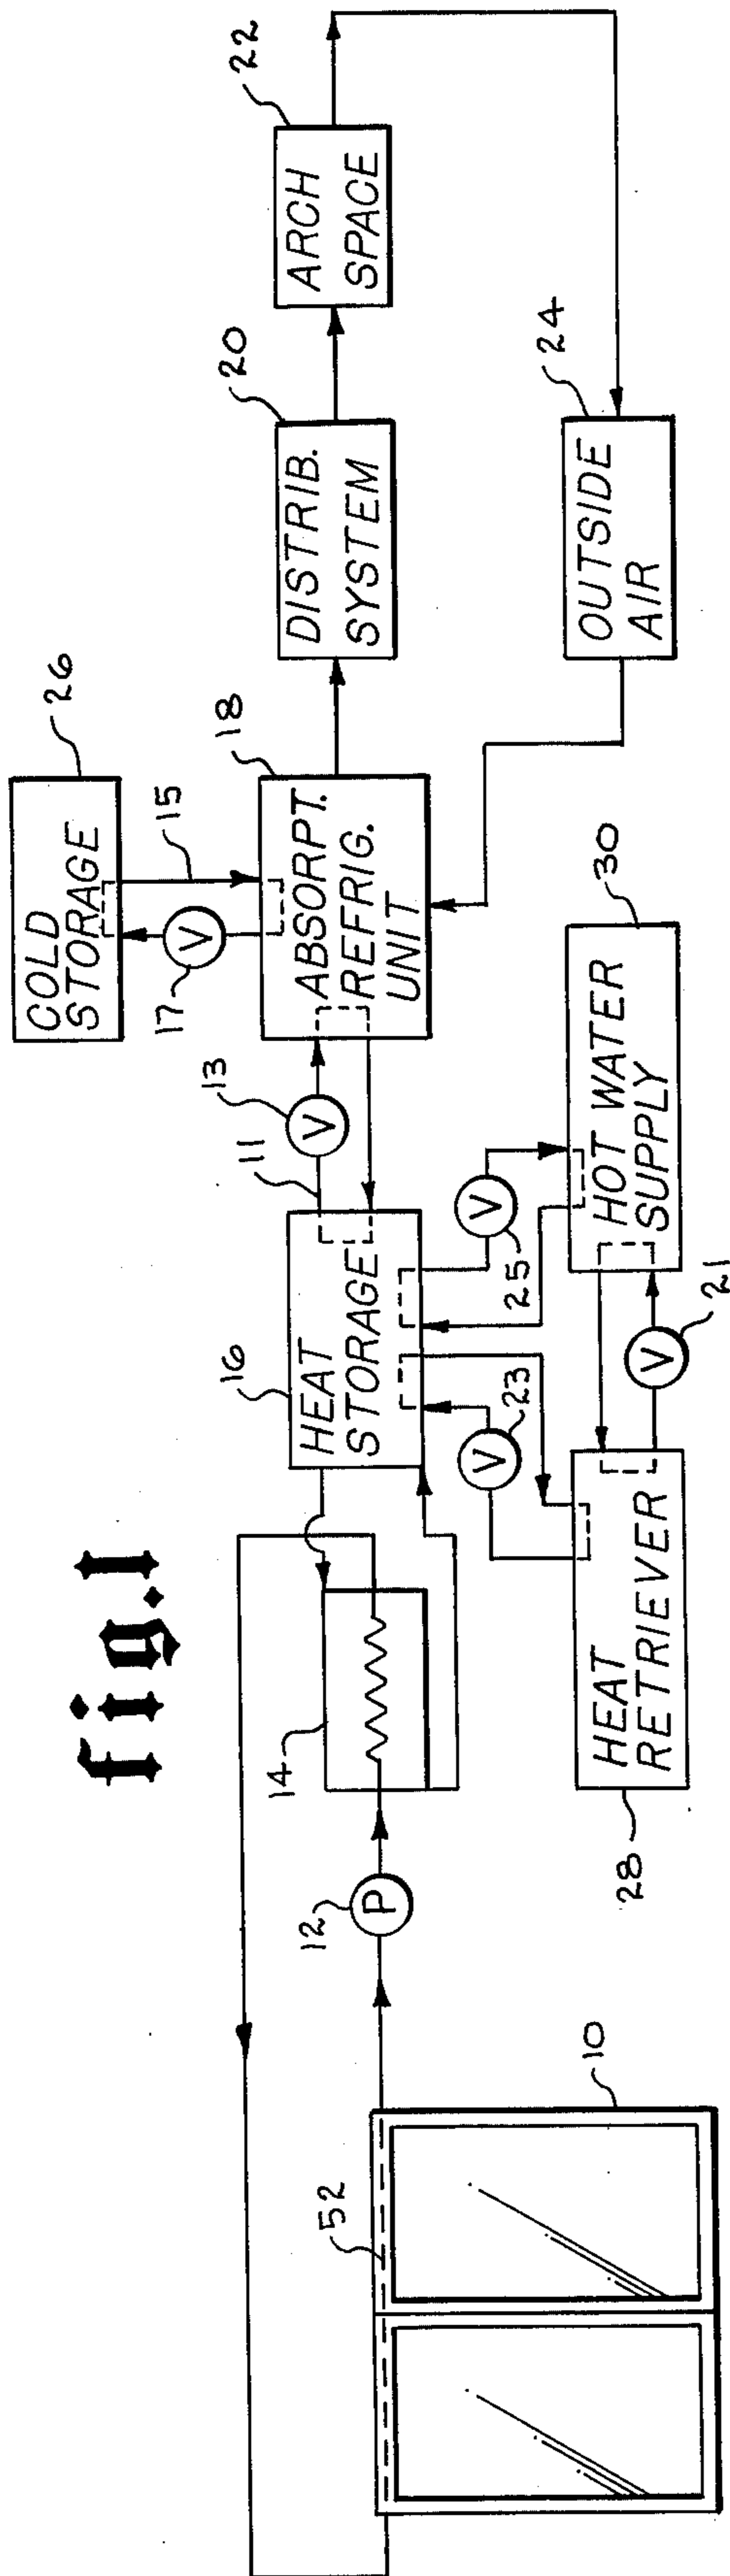 fig.1
COLD
STORAGE
26
15
17
V
18
ABSORPT.
REFRIG.
UNIT
20
DISTRIB.
SYSTEM
22
ARCH
SPACE
24
OUTSIDE
AIR
11
13
V
16
HEAT
STORAGE
14
12
P
52
10
23
V
25
V
28
HEAT
RETRIEVER
21
V
30
HOT WATER
SUPPLY